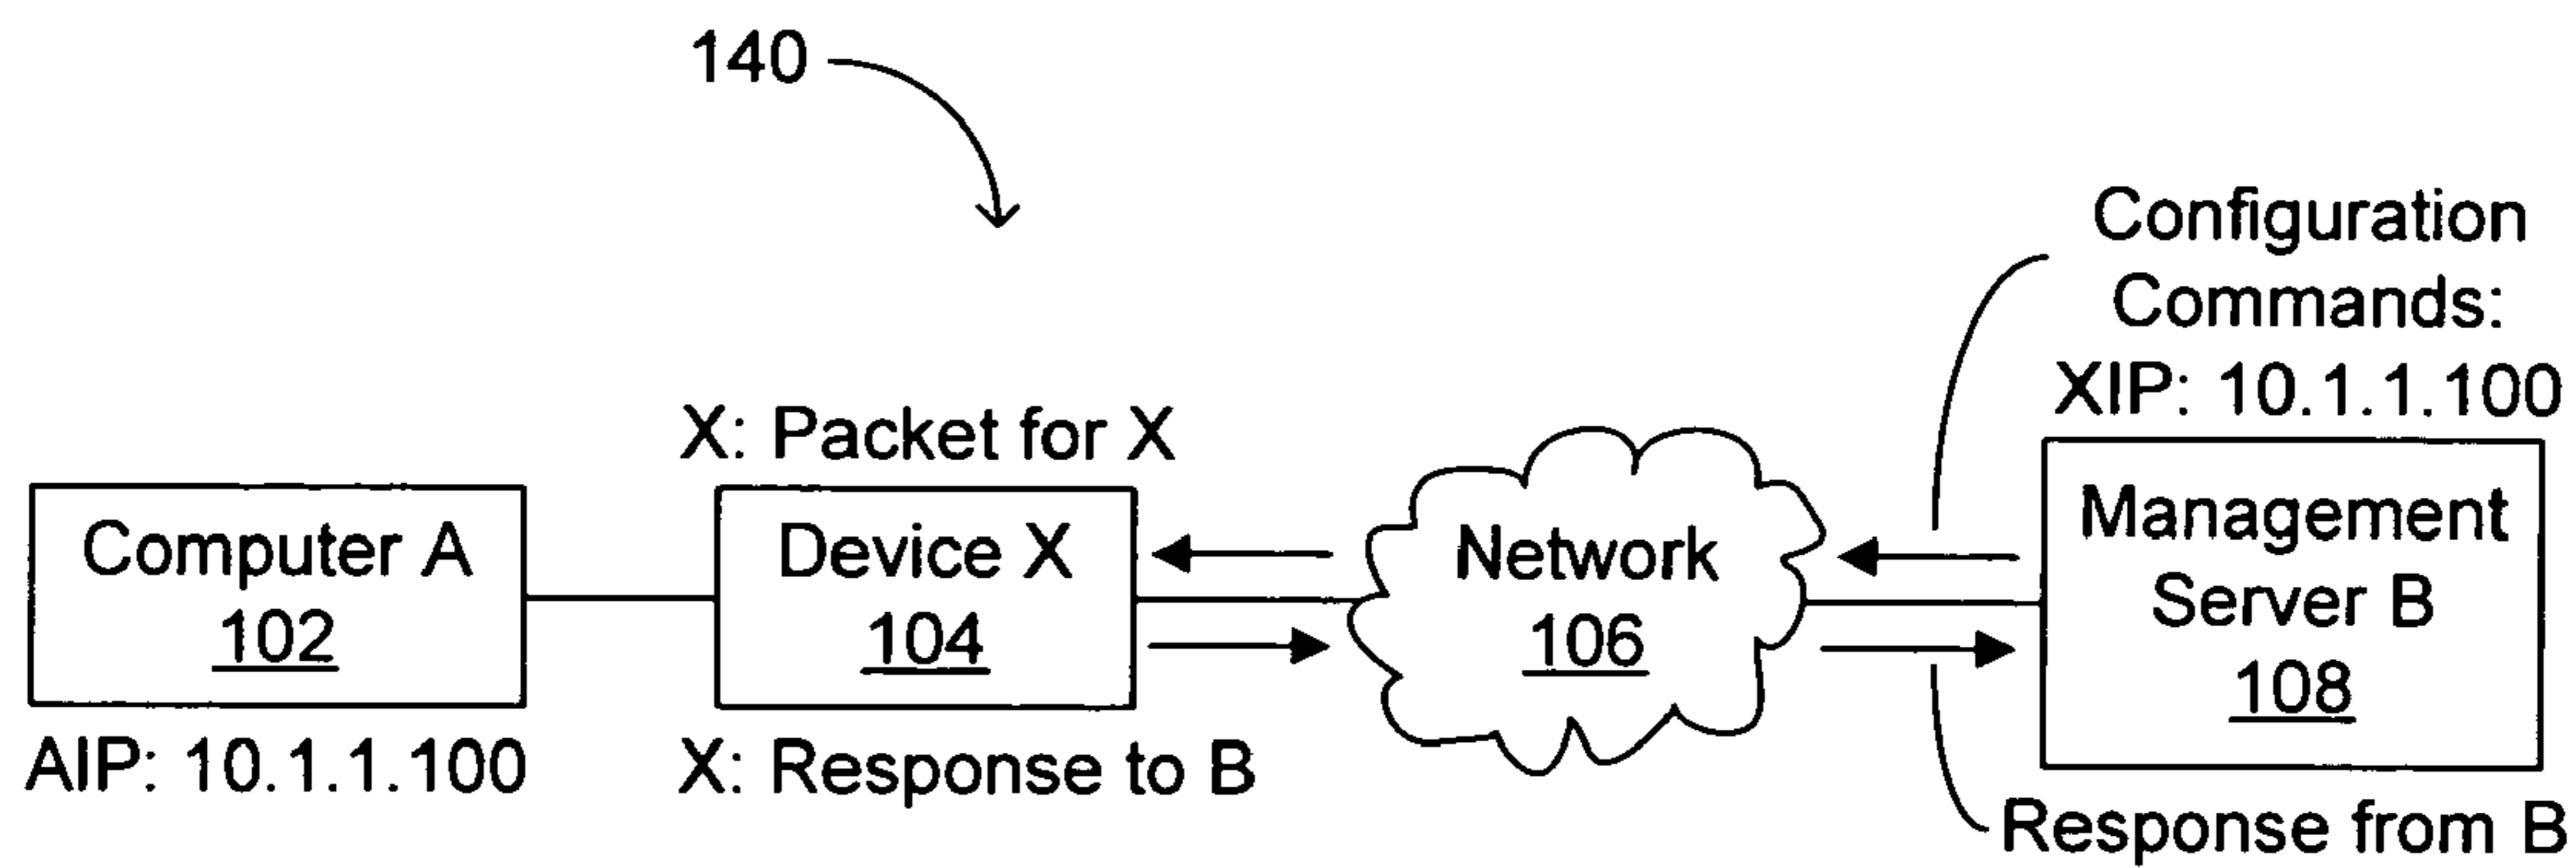 140
Configuration
Commands:
XIP: 10.1.1.100
X: Packet for X
Computer A
102
AIP: 10.1.1.100
Device X
104
X: Response to B
Network
106
Management
Server B
108
Response from B